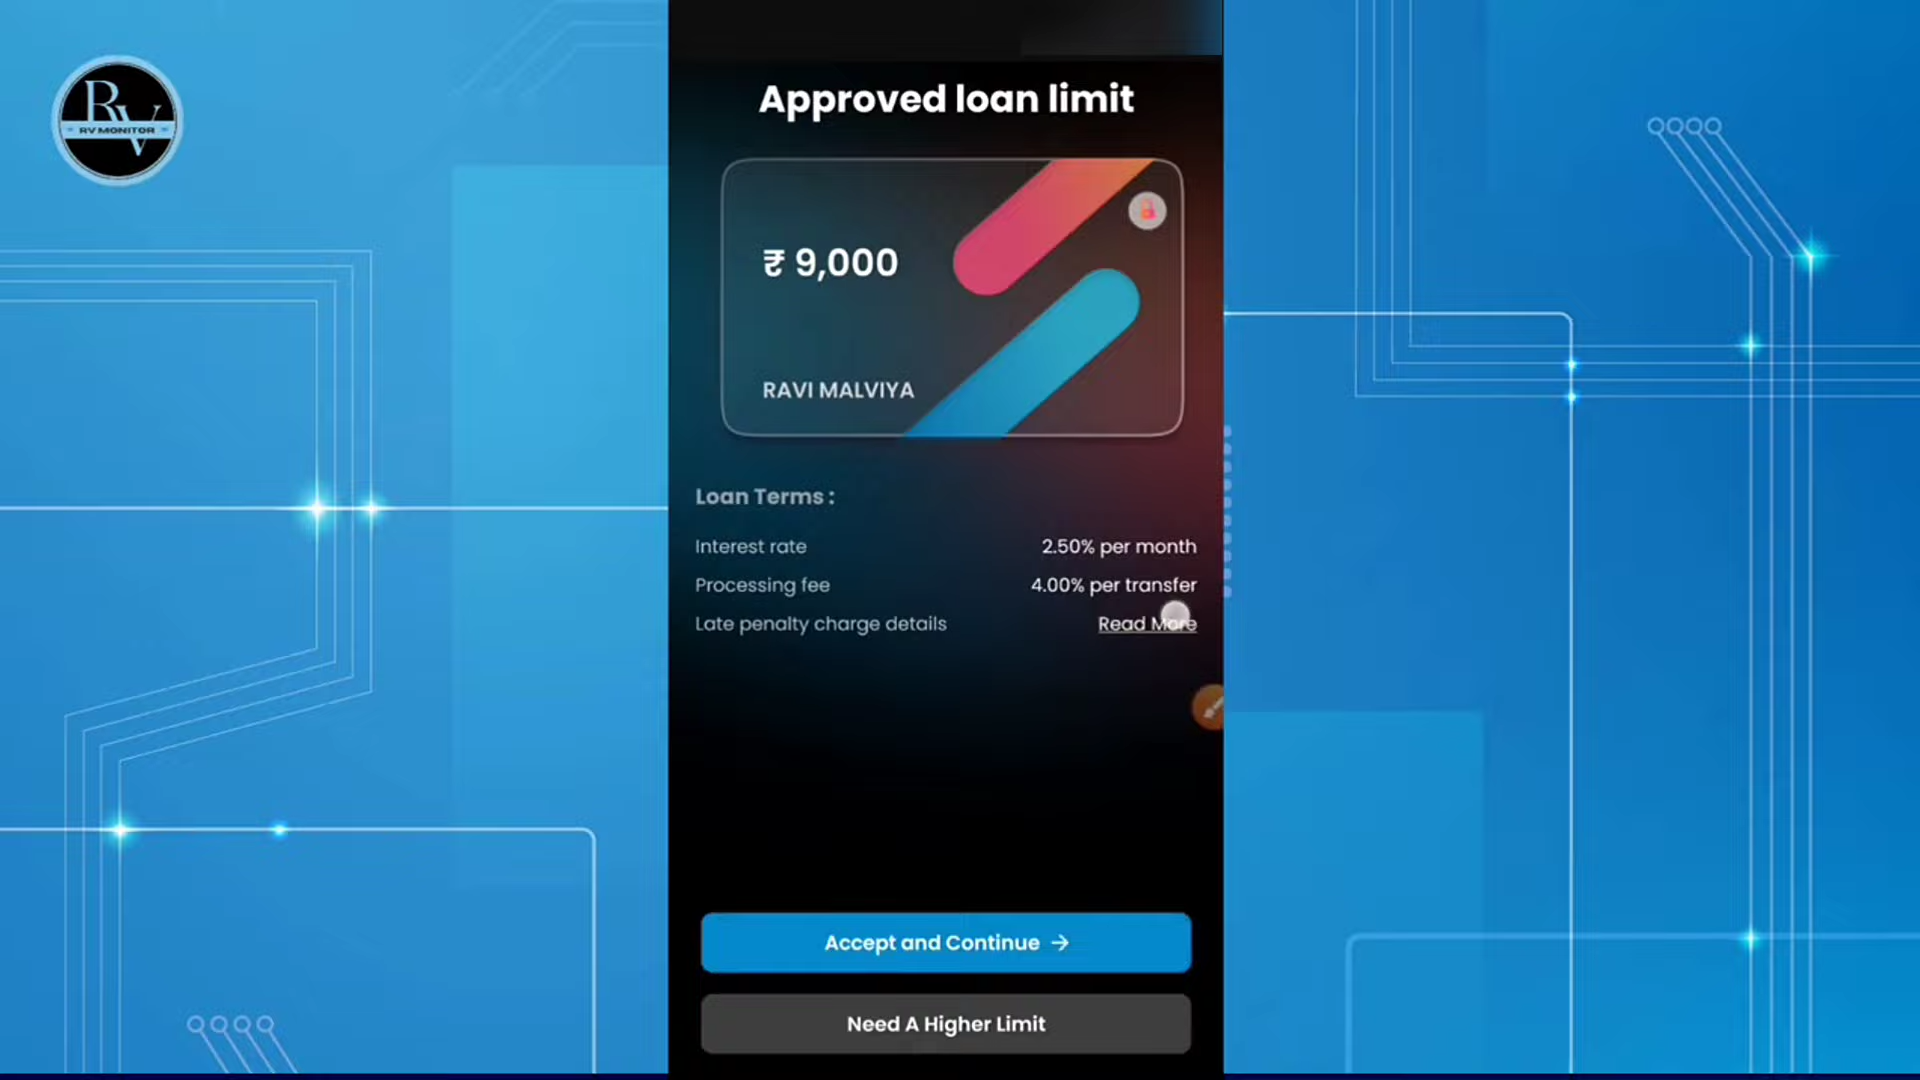 RV
RV MONITOR
Approved loan limit
₹ 9,000
RAVI MALVIYA
Loan Terms :
Interest rate 2.50% per month
Processing fee 4.00% per transfer
Late penalty charge details Read More
Accept and Continue →
Need A Higher Limit